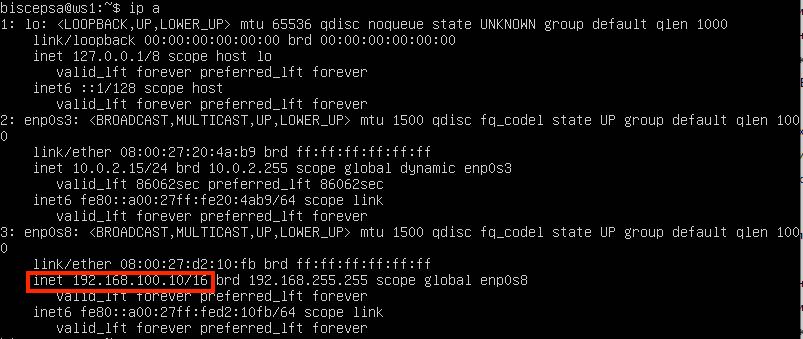 biscepsa@ws1:~$ ip a
1: lo: <LOOPBACK,UP,LOWER_UP> mtu 65536 qdisc noqueue state UNKNOWN group default qlen 1000
    link/loopback 00:00:00:00:00:00 brd 00:00:00:00:00:00
    inet 127.0.0.1/8 scope host lo
       valid_lft forever preferred_lft forever
    inet6 ::1/128 scope host
       valid_lft forever preferred_lft forever
2: enp0s3: <BROADCAST,MULTICAST,UP,LOWER_UP> mtu 1500 qdisc fq_codel state UP group default qlen 100
0
    link/ether 08:00:27:20:4a:b9 brd ff:ff:ff:ff:ff:ff
    inet 10.0.2.15/24 brd 10.0.2.255 scope global dynamic enp0s3
       valid_lft 86062sec preferred_lft 86062sec
    inet6 fe80::a00:27ff:fe20:4ab9/64 scope link
       valid_lft forever preferred_lft forever
3: enp0s8: <BROADCAST,MULTICAST,UP,LOWER_UP> mtu 1500 qdisc fq_codel state UP group default qlen 100
0
    link/ether 08:00:27:d2:10:fb brd ff:ff:ff:ff:ff:ff
    inet 192.168.100.10/16 brd 192.168.255.255 scope global enp0s8
       valid_lft forever preferred_lft forever
    inet6 fe80::a00:27ff:fed2:10fb/64 scope link
       valid_lft forever preferred_lft forever